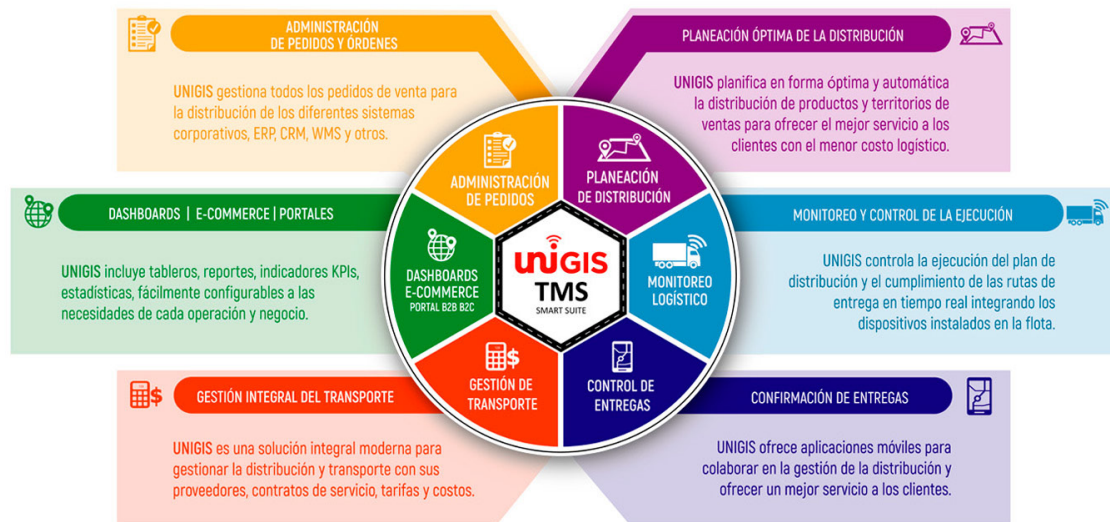 ADMINISTRACIÓN
DE PEDIDOS Y ÓRDENES
UNIGIS gestiona todos los pedidos de venta para
la distribución de los diferentes sistemas
corporativos, ERP, CRM, WMS y otros.
PLANEACIÓN ÓPTIMA DE LA DISTRIBUCIÓN
UNIGIS planifica en forma óptima y automática
la distribución de productos y territorios de
ventas para ofrecer el mejor servicio a los
clientes con el menor costo logístico.
DASHBOARDS | E-COMMERCE | PORTALES
UNIGIS incluye tableros, reportes, indicadores KPIs,
estadísticas, fácilmente configurables a las
necesidades de cada operación y negocio.
MONITOREO Y CONTROL DE LA EJECUCIÓN
UNIGIS controla la ejecución del plan de
distribución y el cumplimiento de las rutas de
entrega en tiempo real integrando los
dispositivos instalados en la flota.
GESTIÓN INTEGRAL DEL TRANSPORTE
UNIGIS es una solución integral moderna para
gestionar la distribución y transporte con sus
proveedores, contratos de servicio, tarifas y costos.
CONFIRMACIÓN DE ENTREGAS
UNIGIS ofrece aplicaciones móviles para
colaborar en la gestión de la distribución y
ofrecer un mejor servicio a los clientes.
ADMINISTRACIÓN
DE PEDIDOS
PLANEACIÓN
DE DISTRIBUCIÓN
DASHBOARDS
E-COMMERCE
PORTAL B2B B2C
UNIGIS
TMS
SMART SUITE
MONITOREO
LOGÍSTICO
GESTIÓN DE
TRANSPORTE
CONTROL DE
ENTREGAS